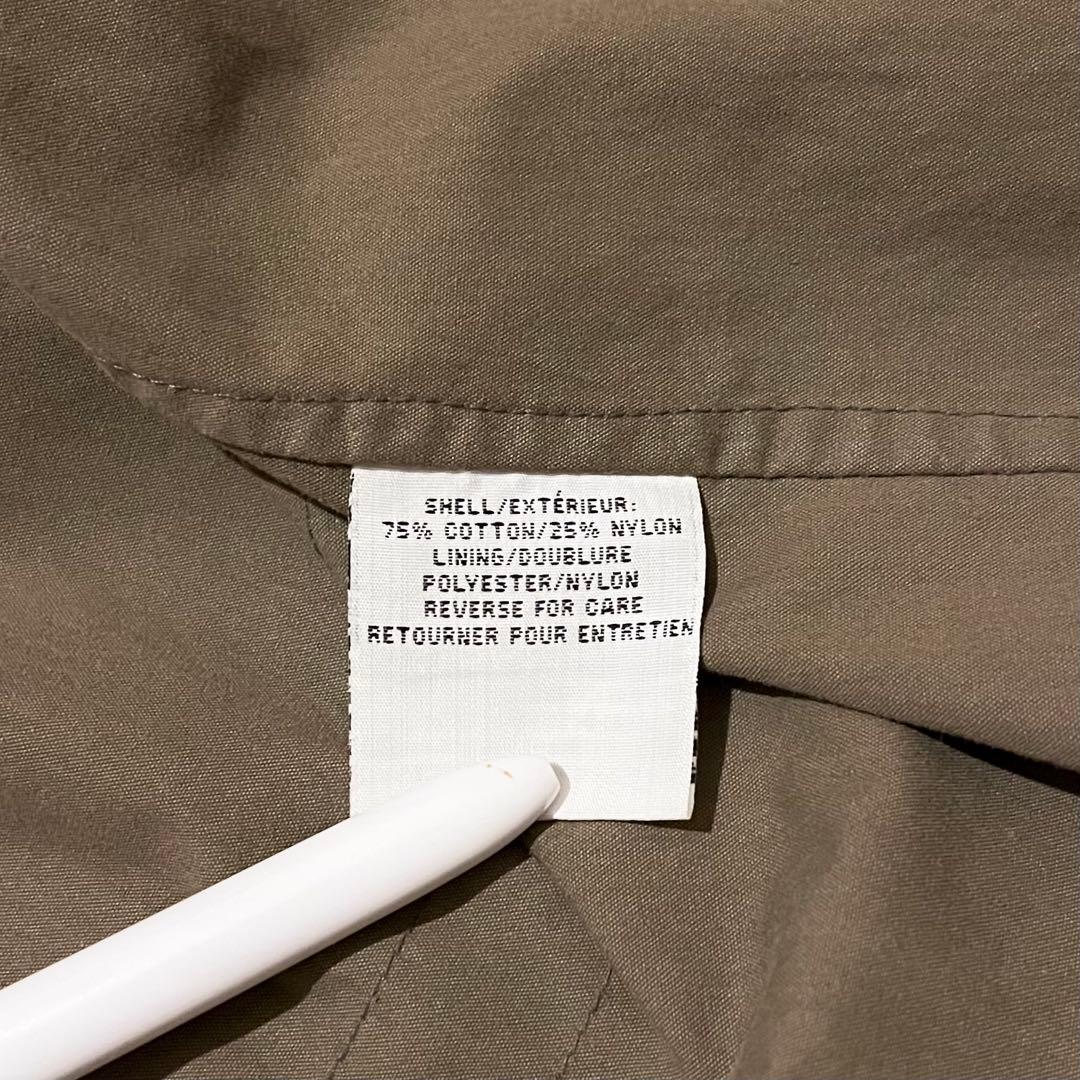 SHELL/EXTÉRIEUR:
75% COTTON/25% NYLON
LINING/DOUBLURE
POLYESTER/NYLON
REVERSE FOR CARE
RETOURNER POUR ENTRETIEN